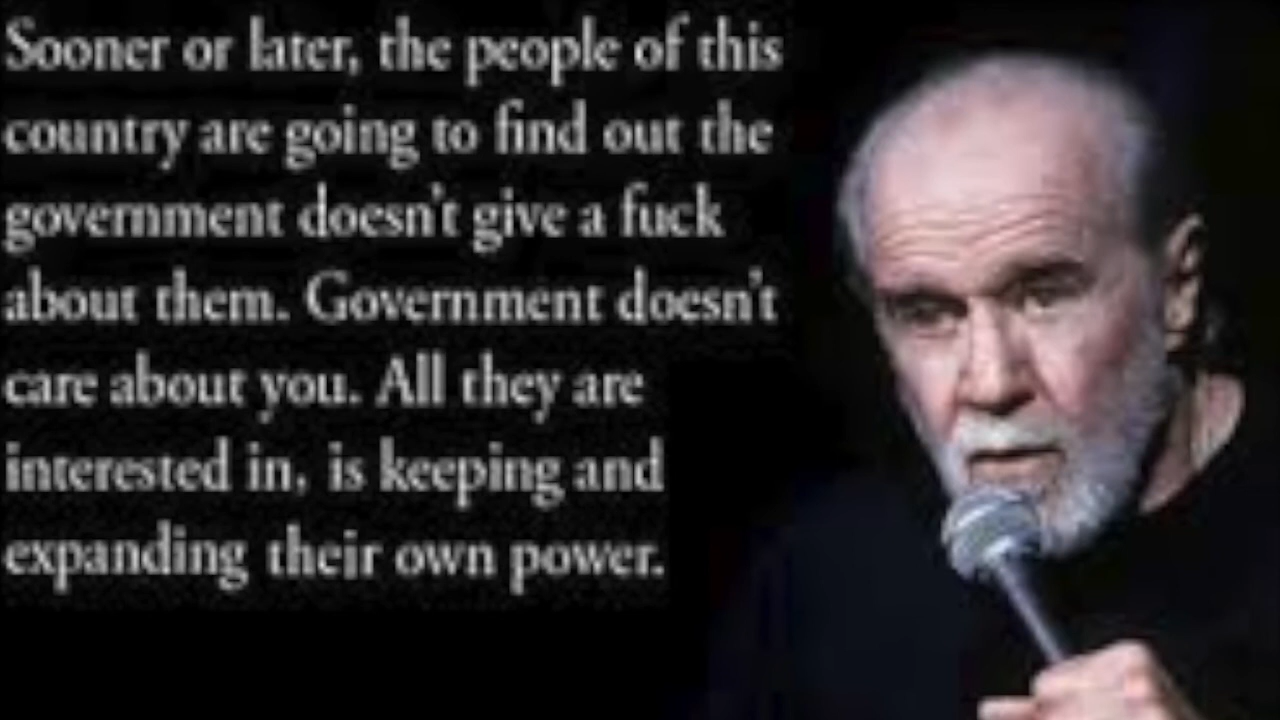 Sooner or later, the people of this
country are going to find out the
government doesn't give a fuck
about them. Government doesn't
care about you. All they are
interested in, is keeping and
expanding their own power.